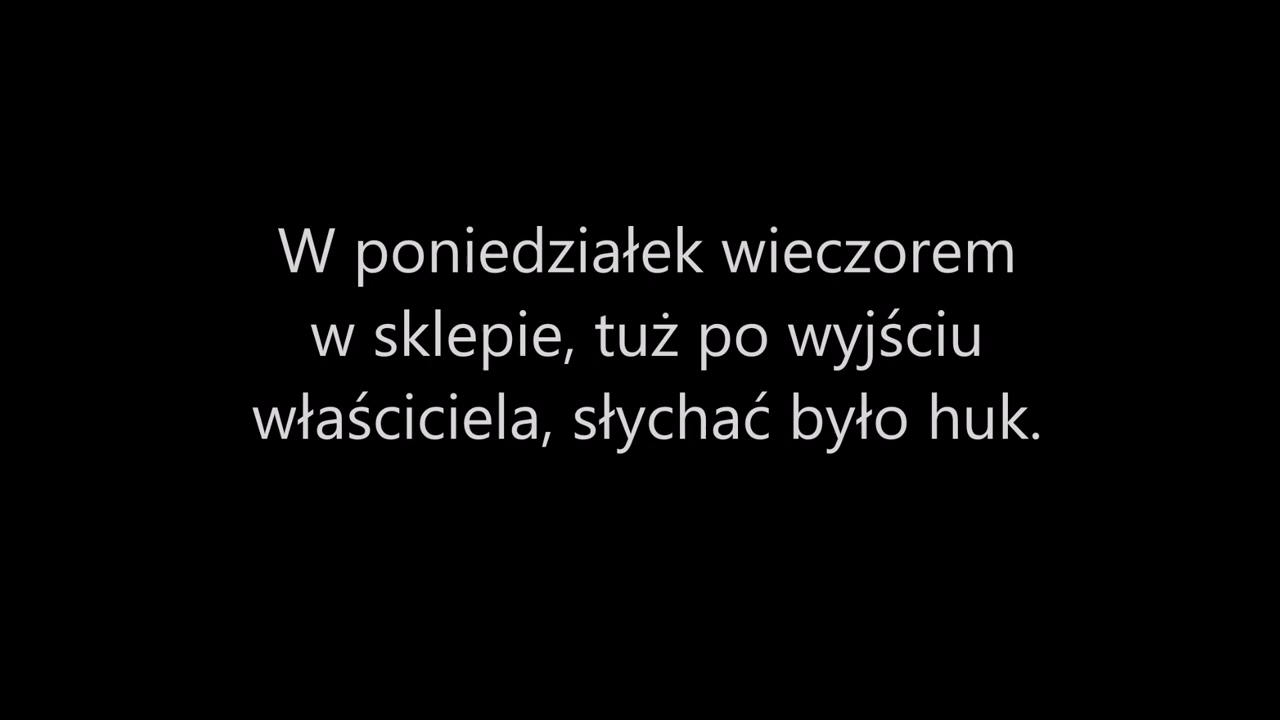 W poniedziałek wieczorem
w sklepie, tuż po wyjściu
właściciela, słychać było huk.